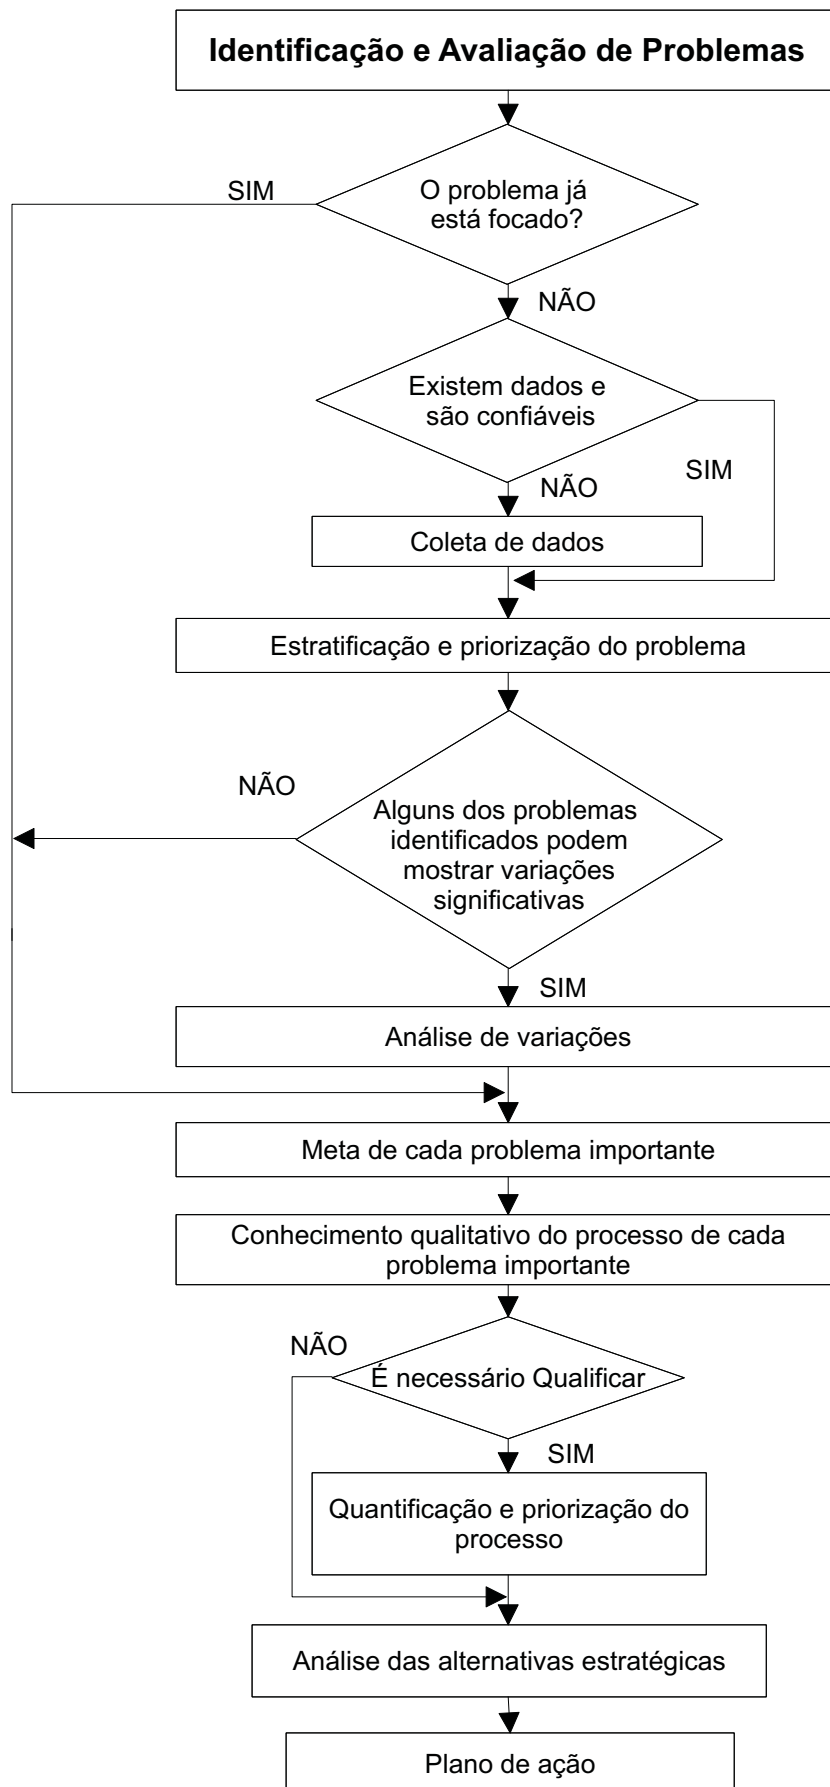 Identificação e Avaliação de Problemas
SIM
O problema já
está focado?
NÃO
Existem dados e
são confiáveis
SIM
NÃO
Coleta de dados
Estratificação e priorização do problema
NÃO
Alguns dos problemas
identificados podem
mostrar variações
significativas
SIM
Análise de variações
Meta de cada problema importante
Conhecimento qualitativo do processo de cada
problema importante
NÃO
É necessário Qualificar
SIM
Quantificação e priorização do
processo
Análise das alternativas estratégicas
Plano de ação